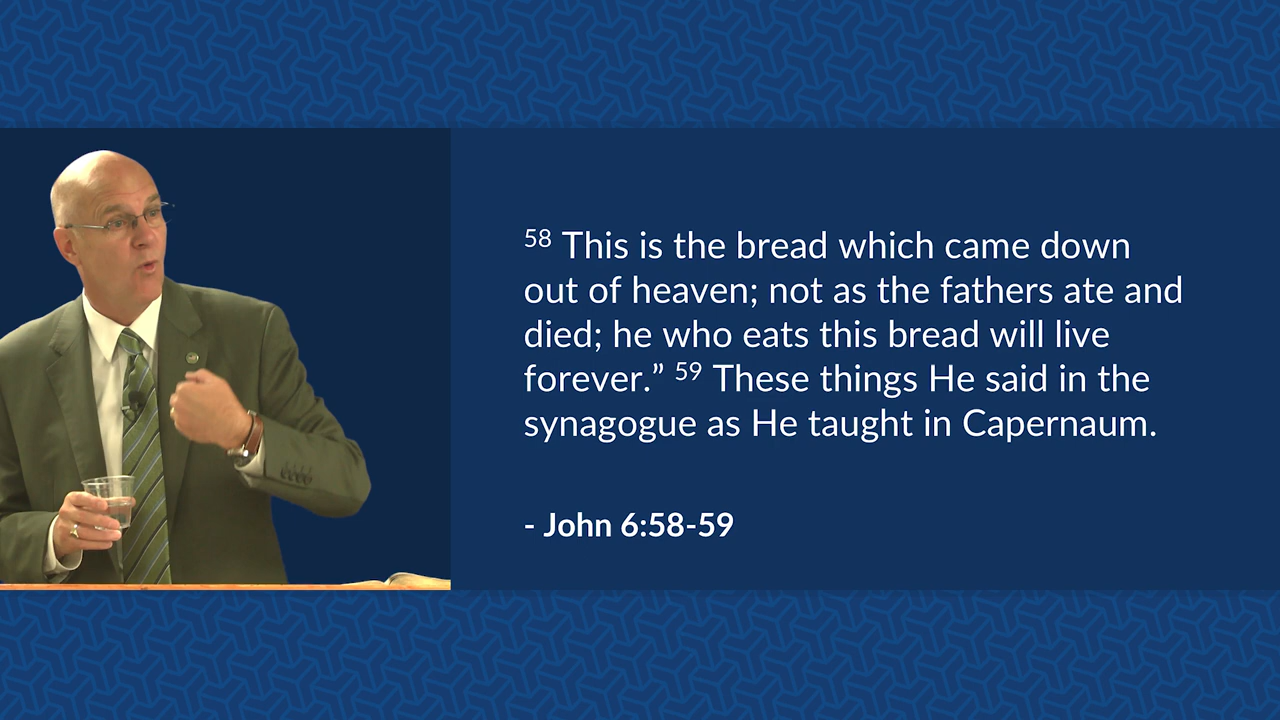 58 This is the bread which came down
out of heaven; not as the fathers ate and
died; he who eats this bread will live
forever.” 59 These things He said in the
synagogue as He taught in Capernaum.
- John 6:58-59